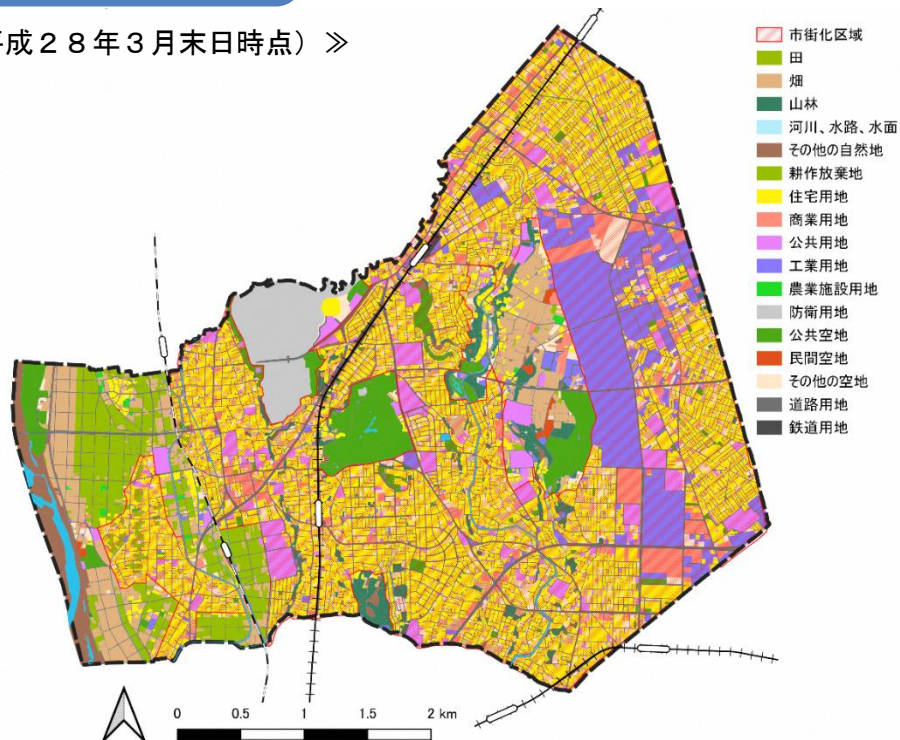 平成２８年３月末日時点）≫
市街化区域
田
畑
山林
河川、水路、水面
その他の自然地
耕作放棄地
住宅用地
商業用地
公共用地
工業用地
農業施設用地
防衛用地
公共空地
民間空地
その他の空地
道路用地
鉄道用地
0 0.5 1 1.5 2 km